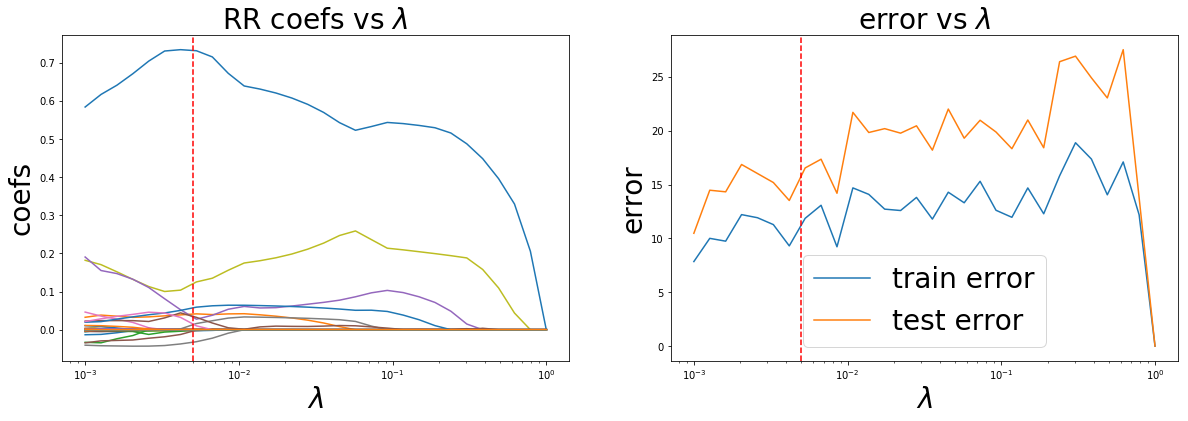 RR coefs vs λ
coefs
0.7
0.6
0.5
0.4
0.3
0.2
0.1
0.0
10⁻³
10⁻²
10⁻¹
10⁰
λ
error vs λ
error
25
20
15
10
5
0
train error
test error
10⁻³
10⁻²
10⁻¹
10⁰
λ